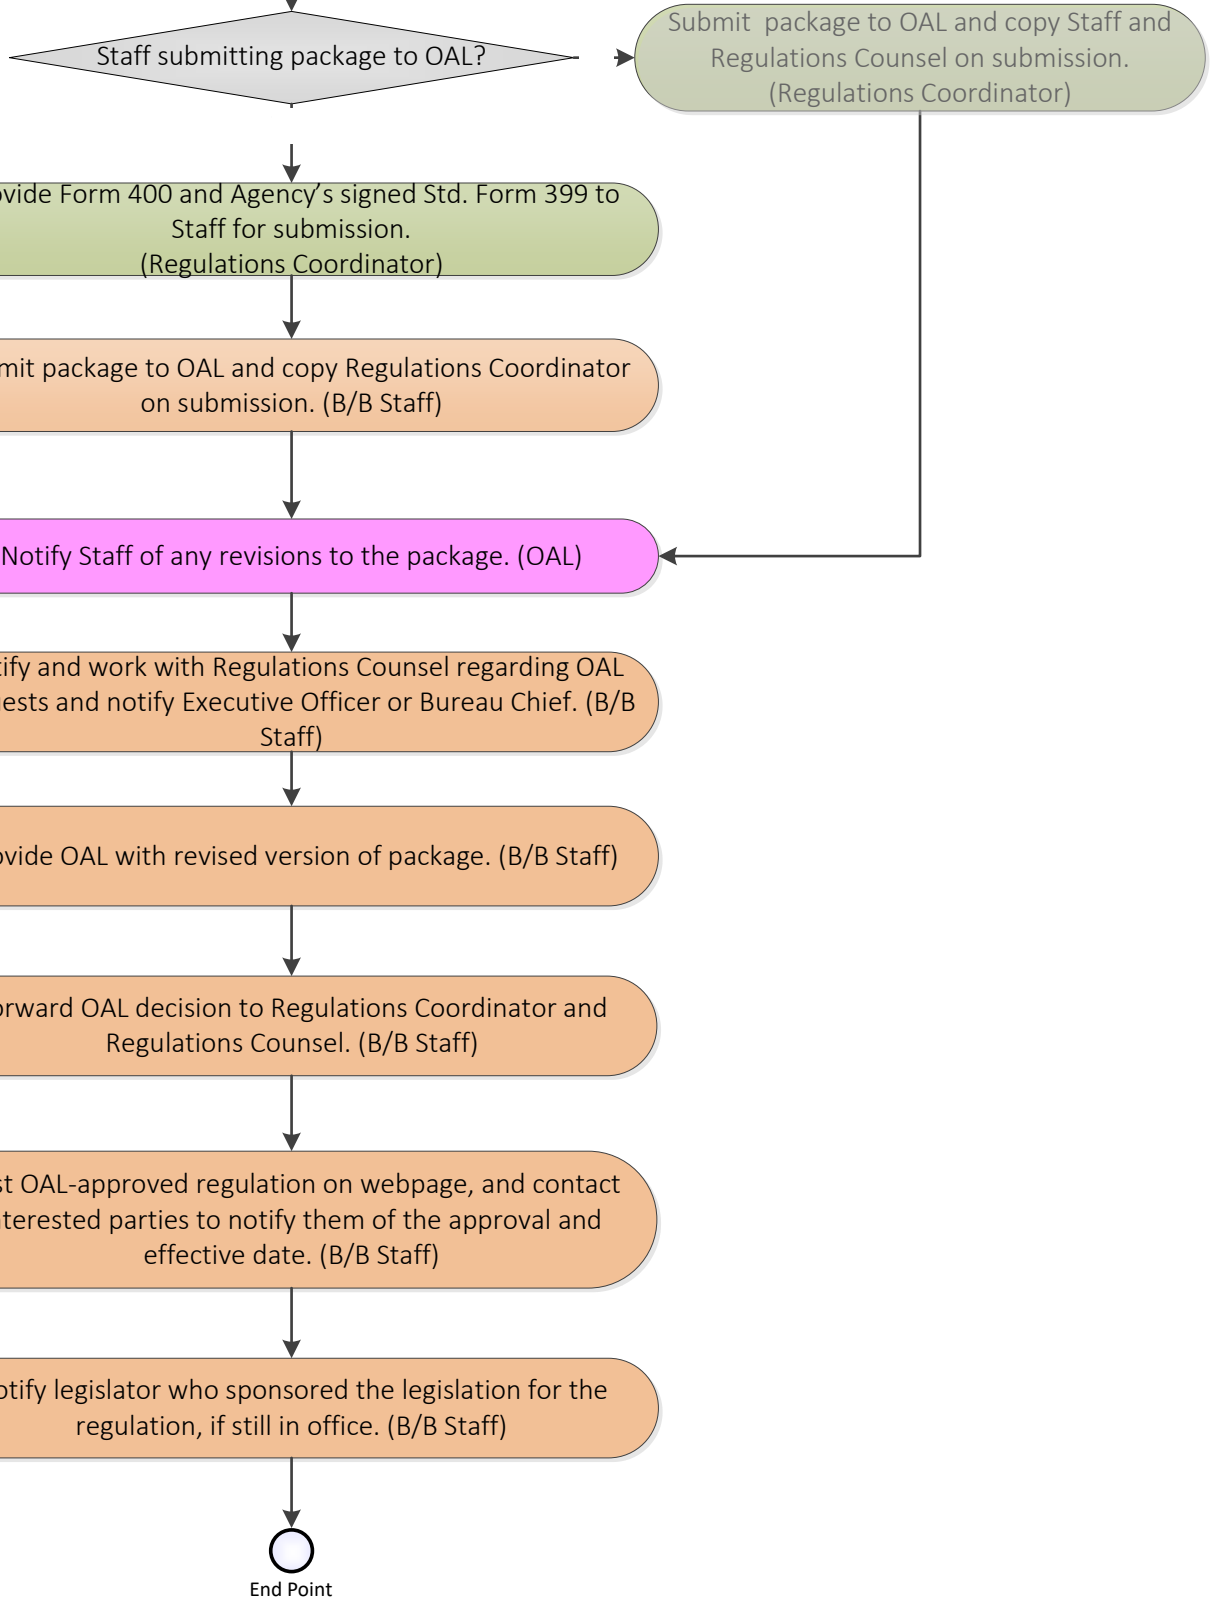 Staff submitting package to OAL?
Submit package to OAL and copy Staff and
Regulations Counsel on submission.
(Regulations Coordinator)
ovide Form 400 and Agency’s signed Std. Form 399 to
Staff for submission.
(Regulations Coordinator)
mit package to OAL and copy Regulations Coordinator
on submission. (B/B Staff)
Notify Staff of any revisions to the package. (OAL)
tify and work with Regulations Counsel regarding OAL
ests and notify Executive Officer or Bureau Chief. (B/B
Staff)
ovide OAL with revised version of package. (B/B Staff)
orward OAL decision to Regulations Coordinator and
Regulations Counsel. (B/B Staff)
st OAL-approved regulation on webpage, and contact
nterested parties to notify them of the approval and
effective date. (B/B Staff)
otify legislator who sponsored the legislation for the
regulation, if still in office. (B/B Staff)
End Point